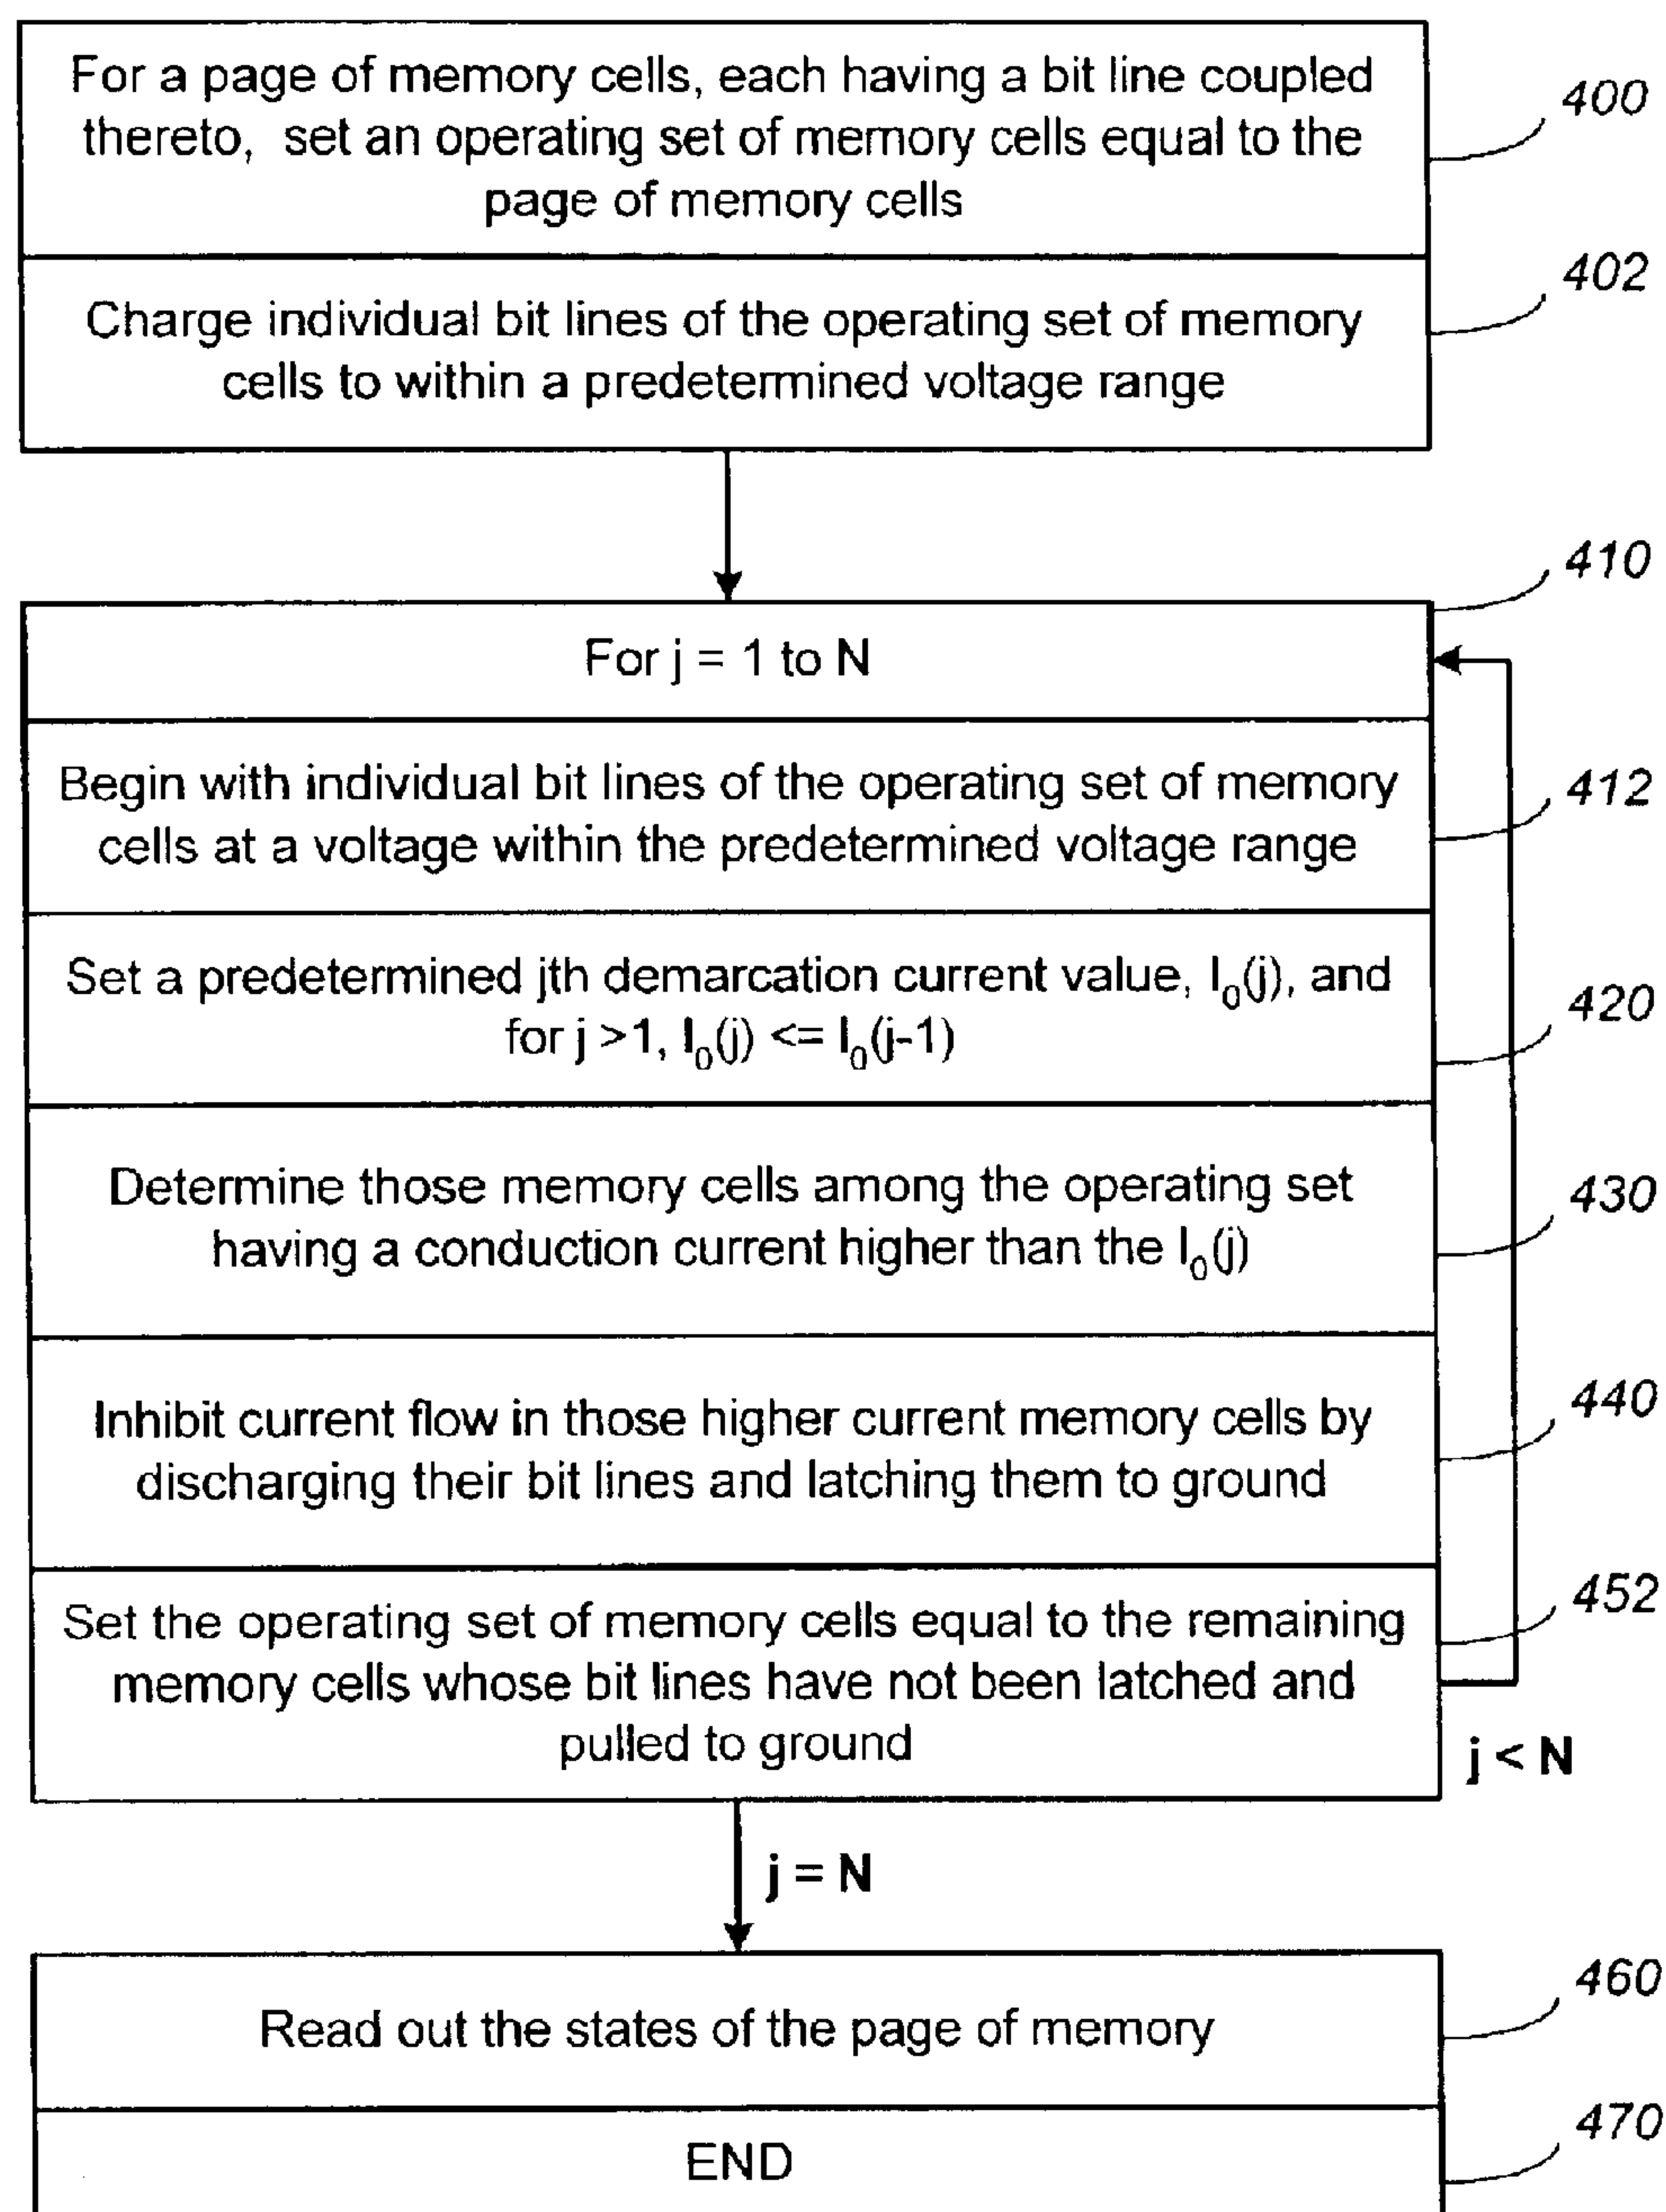 For a page of memory cells, each having a bit line coupled
thereto, set an operating set of memory cells equal to the
page of memory cells
400
Charge individual bit lines of the operating set of memory
cells to within a predetermined voltage range
402
410
For j = 1 to N
Begin with individual bit lines of the operating set of memory
cells at a voltage within the predetermined voltage range
412
Set a predetermined jth demarcation current value, I₀(j), and
for j >1, I₀(j) <= I₀(j-1)
420
Determine those memory cells among the operating set
having a conduction current higher than the I₀(j)
430
Inhibit current flow in those higher current memory cells by
discharging their bit lines and latching them to ground
440
Set the operating set of memory cells equal to the remaining
memory cells whose bit lines have not been latched and
pulled to ground
452
j < N
j = N
Read out the states of the page of memory
460
END
470